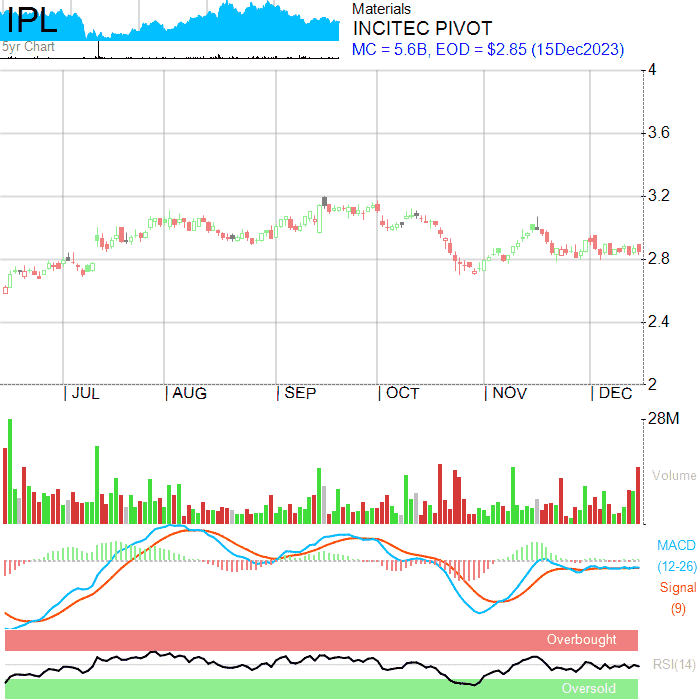 IPL
5yr Chart
Materials
INCITEC PIVOT
MC = 5.6B, EOD = $2.85 (15Dec2023)
4
3.6
3.2
2.8
2.4
2
JUL AUG SEP OCT NOV DEC
28M
Volume
MACD
(12-26)
Signal
(9)
Overbought
RSI(14)
Oversold